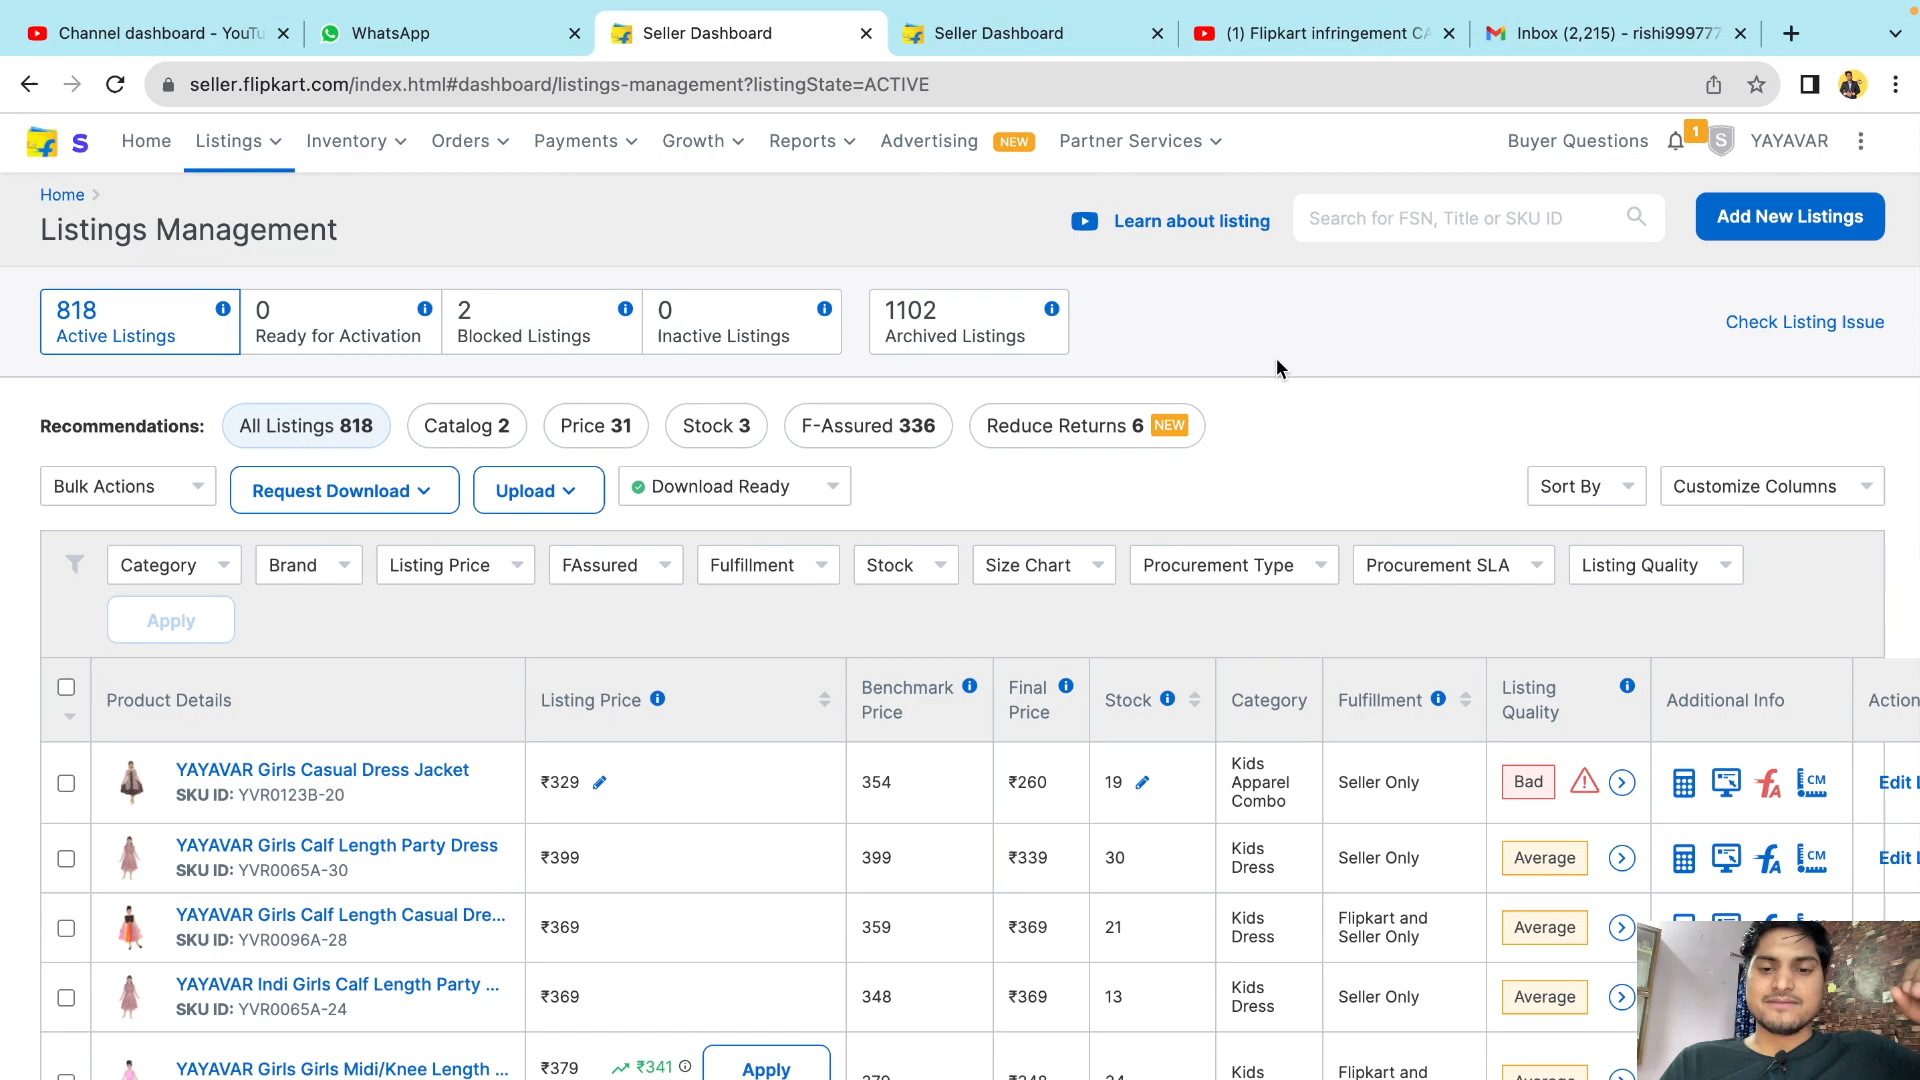 Channel dashboard - YouTu
WhatsApp
Seller Dashboard
Seller Dashboard
(1) Flipkart infringement CA
Inbox (2,215) - rishi999777
seller.flipkart.com/index.html#dashboard/listings-management?listingState=ACTIVE
Home
Listings
Inventory
Orders
Payments
Growth
Reports
Advertising NEW
Partner Services
Buyer Questions
1
S
YAYAVAR
Home
Listings Management
Learn about listing
Search for FSN, Title or SKU ID
Add New Listings
818
Active Listings
0
Ready for Activation
2
Blocked Listings
0
Inactive Listings
1102
Archived Listings
Check Listing Issue
Recommendations:
All Listings 818
Catalog 2
Price 31
Stock 3
F-Assured 336
Reduce Returns 6 NEW
Bulk Actions
Request Download
Upload
Download Ready
Sort By
Customize Columns
Category
Brand
Listing Price
FAssured
Fulfillment
Stock
Size Chart
Procurement Type
Procurement SLA
Listing Quality
Apply
Product Details
Listing Price
Benchmark
Price
Final
Price
Stock
Category
Fulfillment
Listing
Quality
Additional Info
Action
YAYAVAR Girls Casual Dress Jacket
SKU ID: YVR0123B-20
₹329
354
₹260
19
Kids
Apparel
Combo
Seller Only
Bad
CM
Edit L
YAYAVAR Girls Calf Length Party Dress
SKU ID: YVR0065A-30
₹399
399
₹339
30
Kids
Dress
Seller Only
Average
CM
Edit L
YAYAVAR Girls Calf Length Casual Dre...
SKU ID: YVR0096A-28
₹369
359
₹369
21
Kids
Dress
Flipkart and
Seller Only
Average
YAYAVAR Indi Girls Calf Length Party ...
SKU ID: YVR0065A-24
₹369
348
₹369
13
Kids
Dress
Seller Only
Average
YAYAVAR Girls Girls Midi/Knee Length ...
₹379
₹341
Apply
Kids
Flipkart and